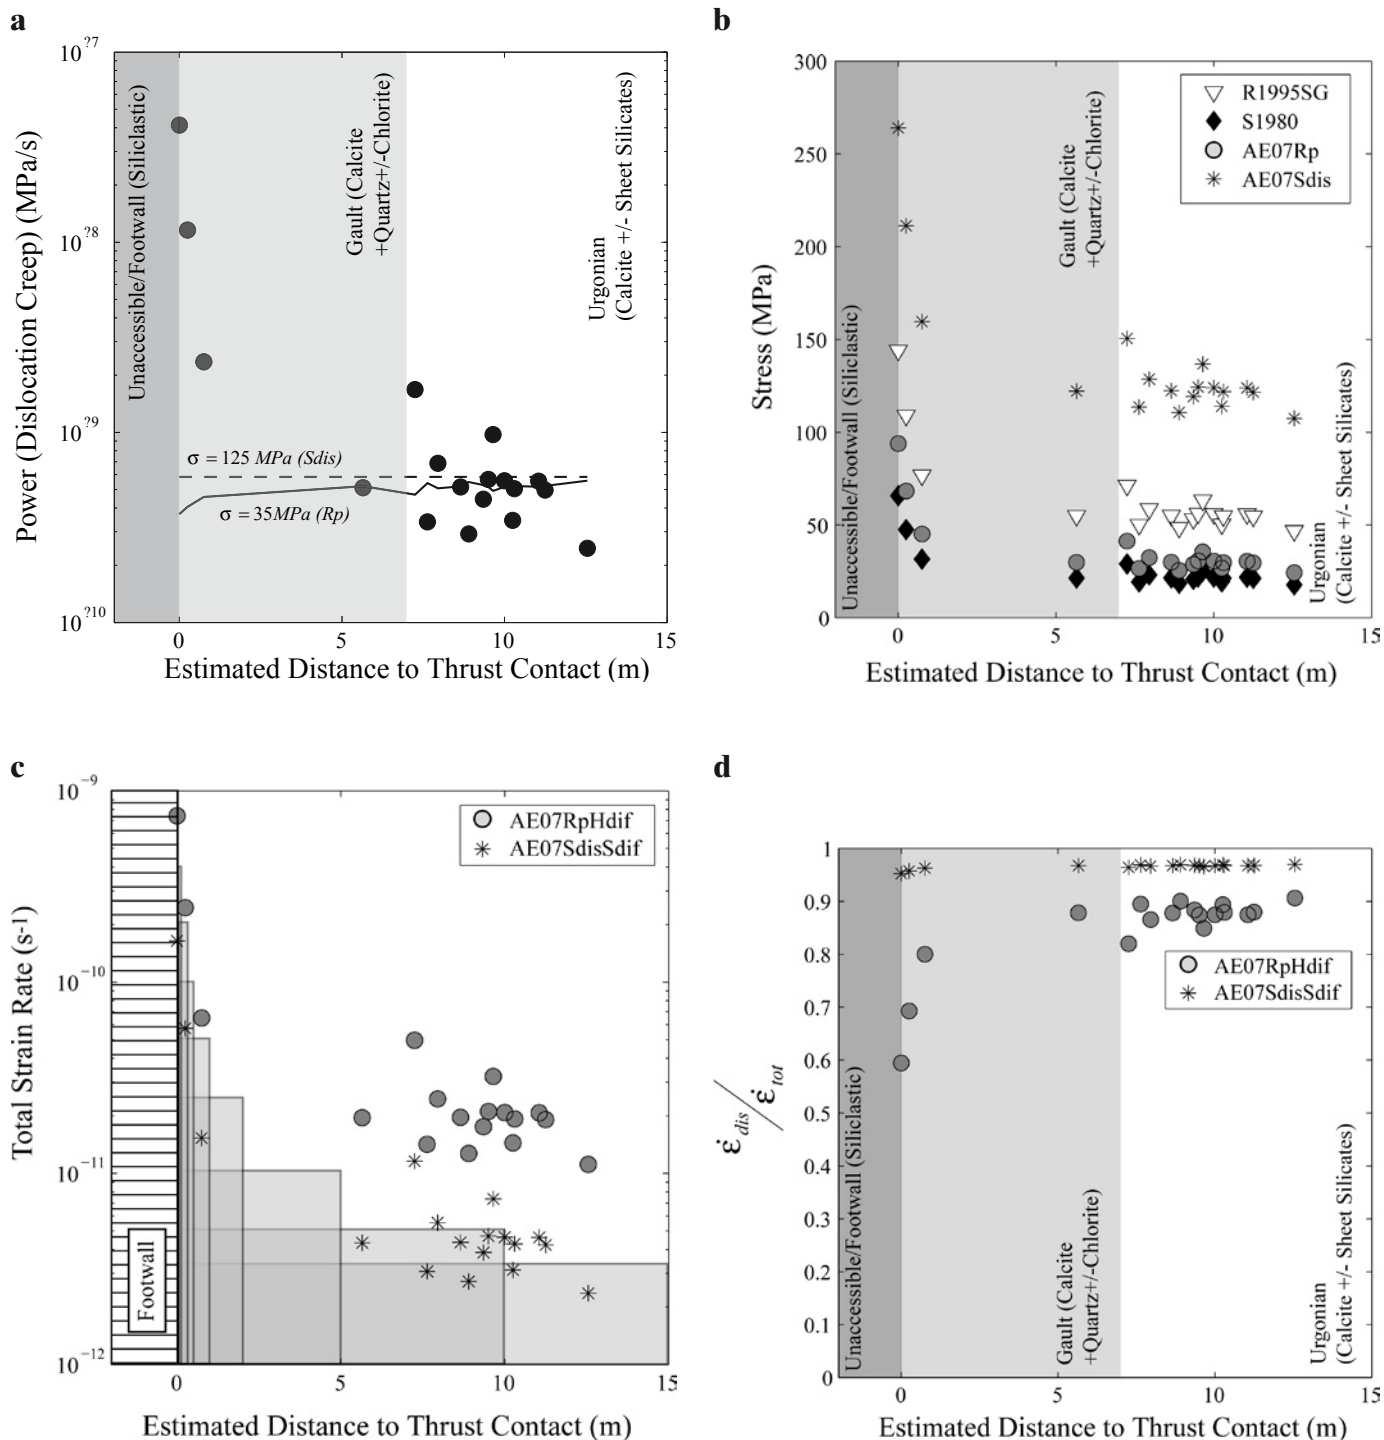 a
10?7
10?8
10?9
10?10
Power (Dislocation Creep) (MPa/s)
Unaccessible/Footwall (Siliclastic)
Gault (Calcite
+Quartz+/-Chlorite)
Urgonian
(Calcite +/- Sheet Silicates)
σ = 125 MPa (Sdis)
σ = 35MPa (Rp)
0 5 10 15
Estimated Distance to Thrust Contact (m)
b
300
250
200
150
100
50
0
Stress (MPa)
Unaccessible/Footwall (Siliclastic)
Gault (Calcite
+Quartz+/-Chlorite)
Urgonian
(Calcite +/- Sheet Silicates)
R1995SG
S1980
AE07Rp
AE07Sdis
0 5 10 15
Estimated Distance to Thrust Contact (m)
c
10⁻⁹
10⁻¹⁰
10⁻¹¹
10⁻¹²
Total Strain Rate (s⁻¹)
Footwall
AE07RpHdif
AE07SdisSdif
0 5 10 15
Estimated Distance to Thrust Contact (m)
d
1
0.9
0.8
0.7
0.6
0.5
0.4
0.3
0.2
0.1
0
ε̇dis/ε̇tot
Unaccessible/Footwall (Siliclastic)
Gault (Calcite
+Quartz+/-Chlorite)
Urgonian
(Calcite +/- Sheet Silicates)
AE07RpHdif
AE07SdisSdif
0 5 10 15
Estimated Distance to Thrust Contact (m)